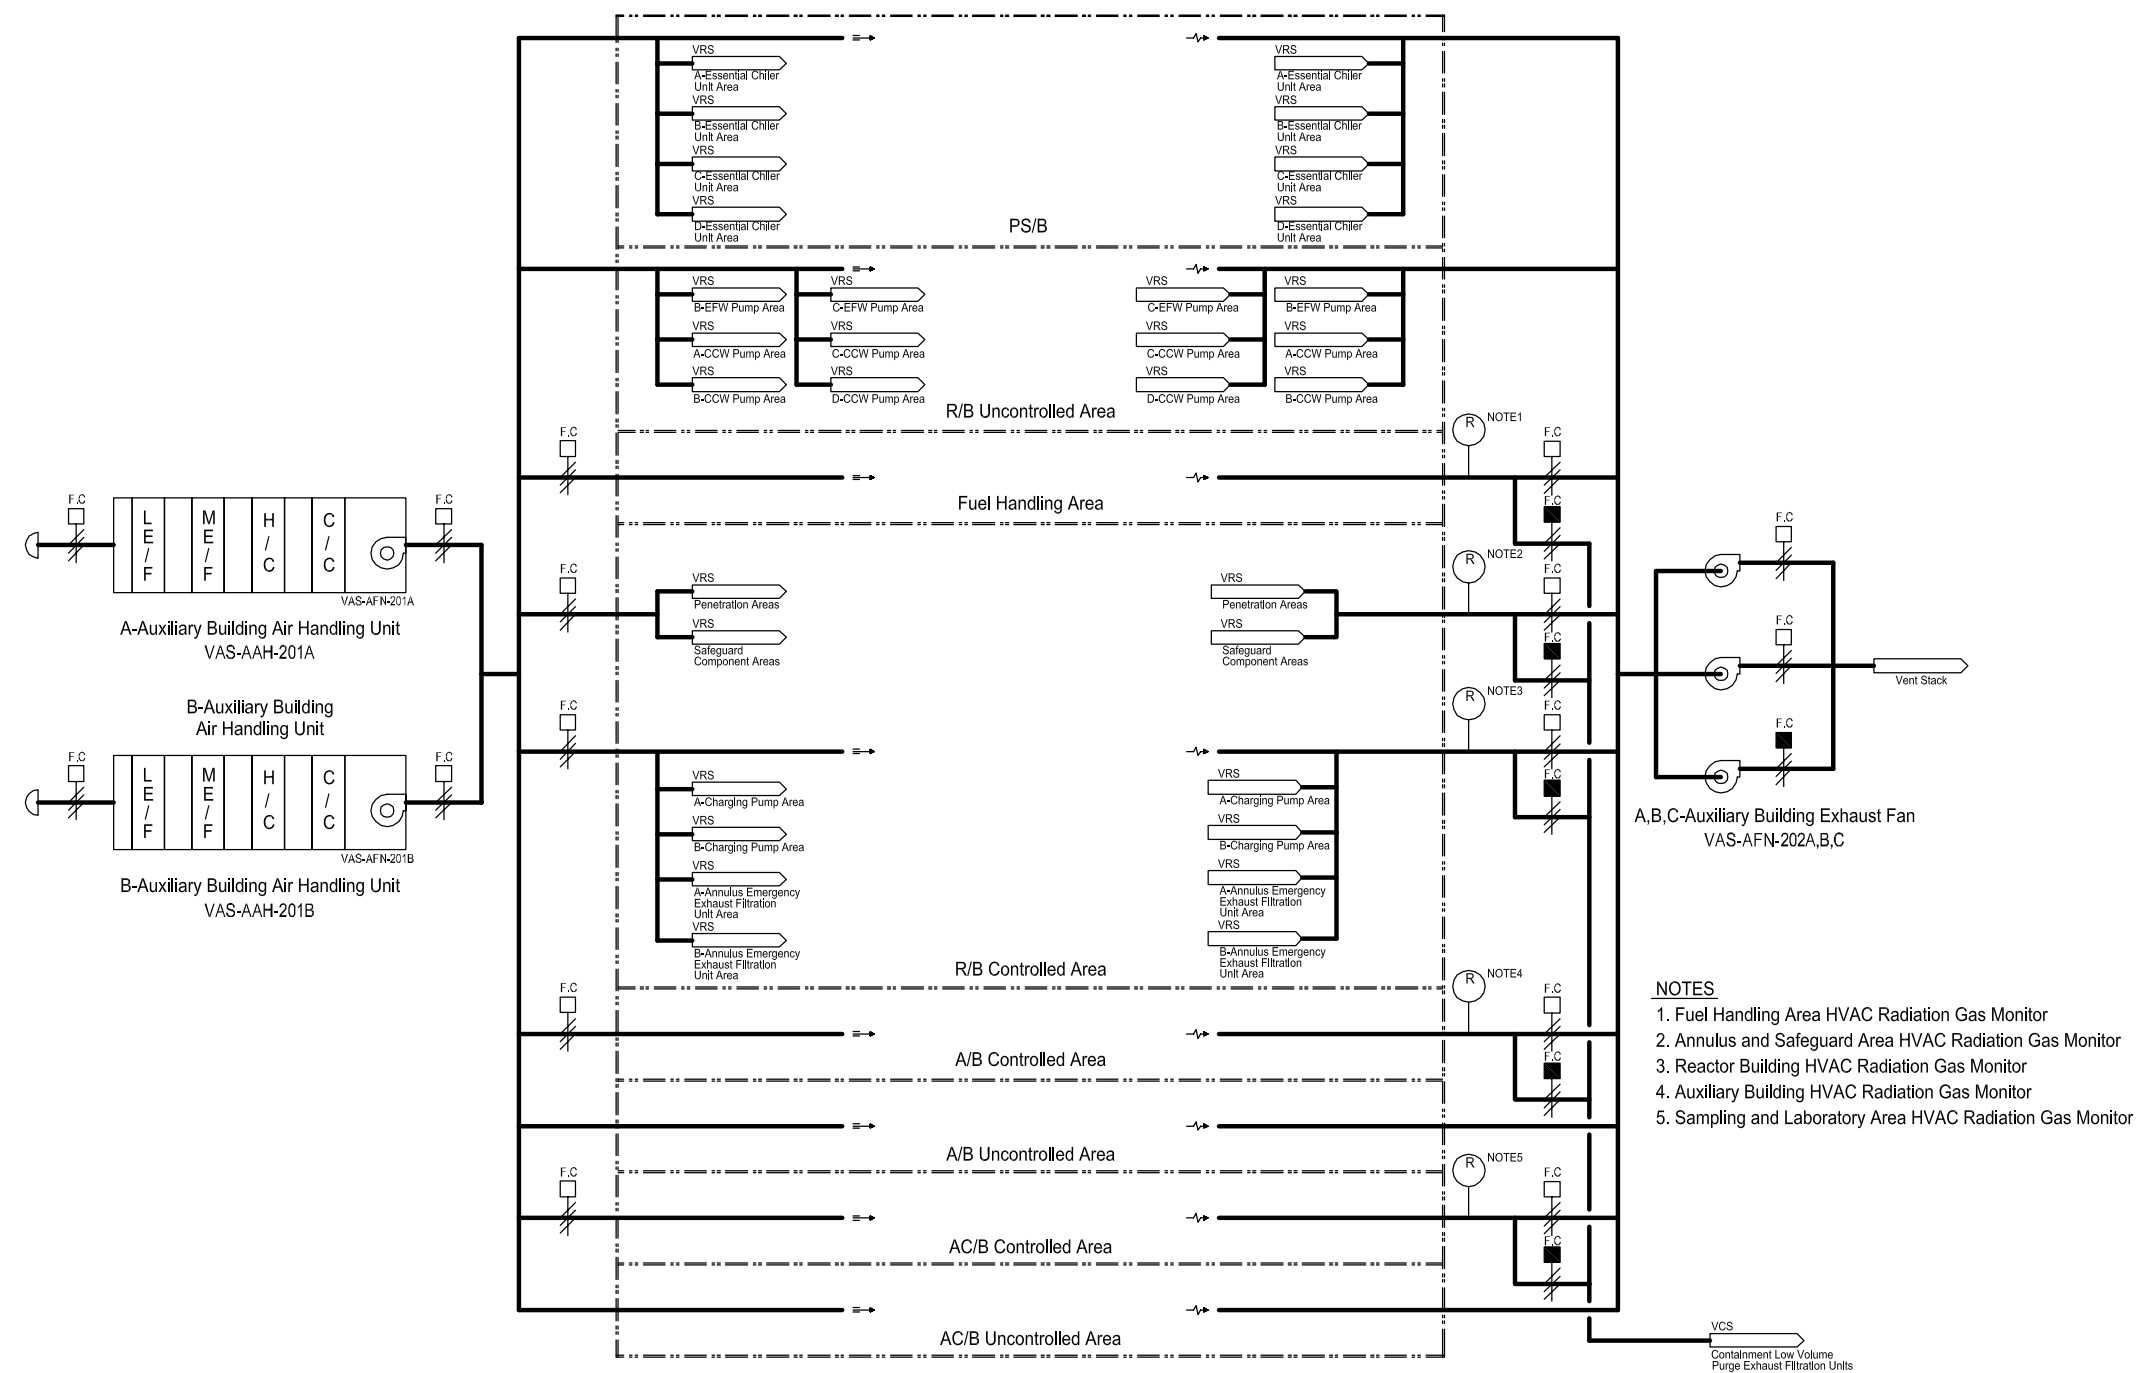 VRS
A-Essential Chiler
Unit Area
VRS
B-Essential Chiler
Unit Area
VRS
C-Essential Chiler
Unit Area
VRS
D-Essential Chiler
Unit Area
VRS
A-Essential Chiler
Unit Area
VRS
B-Essential Chiler
Unit Area
VRS
C-Essential Chiler
Unit Area
VRS
D-Essential Chiler
Unit Area
PS/B
VRS
B-EFW Pump Area
VRS
A-CCW Pump Area
VRS
B-CCW Pump Area
VRS
C-EFW Pump Area
VRS
C-CCW Pump Area
VRS
D-CCW Pump Area
VRS
C-EFW Pump Area
VRS
C-CCW Pump Area
VRS
D-CCW Pump Area
VRS
B-EFW Pump Area
VRS
A-CCW Pump Area
VRS
B-CCW Pump Area
R/B Uncontrolled Area
F.C
R
NOTE1
F.C
F.C
Fuel Handling Area
F.C
LE/F
ME/F
H/C
C/C
F.C
VAS-AFN-201A
A-Auxiliary Building Air Handling Unit
VAS-AAH-201A
F.C
VRS
Penetration Areas
VRS
Safeguard
Component Areas
VRS
Penetration Areas
VRS
Safeguard
Component Areas
R
NOTE2
F.C
F.C
B-Auxiliary Building
Air Handling Unit
F.C
LE/F
ME/F
H/C
C/C
F.C
VAS-AFN-201B
B-Auxiliary Building Air Handling Unit
VAS-AAH-201B
F.C
VRS
A-Charging Pump Area
VRS
B-Charging Pump Area
VRS
A-Annulus Emergency
Exhaust Filtration
Unit Area
VRS
B-Annulus Emergency
Exhaust Filtration
Unit Area
VRS
A-Charging Pump Area
VRS
B-Charging Pump Area
VRS
A-Annulus Emergency
Exhaust Filtration
Unit Area
VRS
B-Annulus Emergency
Exhaust Filtration
Unit Area
R
NOTE3
F.C
F.C
R/B Controlled Area
F.C
F.C
F.C
Vent Stack
A,B,C-Auxiliary Building Exhaust Fan
VAS-AFN-202A,B,C
F.C
R
NOTE4
F.C
F.C
A/B Controlled Area
A/B Uncontrolled Area
F.C
R
NOTE5
F.C
F.C
AC/B Controlled Area
AC/B Uncontrolled Area
VCS
Containment Low Volume
Purge Exhaust Filtration Units
NOTES
1. Fuel Handling Area HVAC Radiation Gas Monitor
2. Annulus and Safeguard Area HVAC Radiation Gas Monitor
3. Reactor Building HVAC Radiation Gas Monitor
4. Auxiliary Building HVAC Radiation Gas Monitor
5. Sampling and Laboratory Area HVAC Radiation Gas Monitor